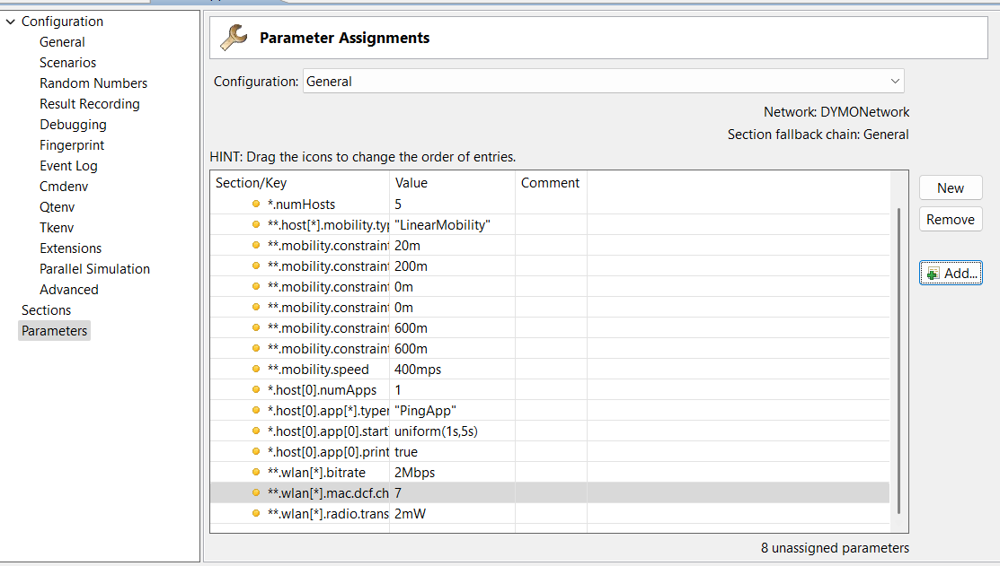 Configuration
General
Scenarios
Random Numbers
Result Recording
Debugging
Fingerprint
Event Log
Cmdenv
Qtenv
Tkenv
Extensions
Parallel Simulation
Advanced
Sections
Parameters
Parameter Assignments
Configuration: General
Network: DYMONetwork
Section fallback chain: General
HINT: Drag the icons to change the order of entries.
Section/Key Value Comment
*.numHosts 5
**.host[*].mobility.typ "LinearMobility"
**.mobility.constraint 20m
**.mobility.constraint 200m
**.mobility.constraint 0m
**.mobility.constraint 0m
**.mobility.constraint 600m
**.mobility.constraint 600m
**.mobility.speed 400mps
*.host[0].numApps 1
*.host[0].app[*].typen "PingApp"
*.host[0].app[0].start uniform(1s,5s)
*.host[0].app[0].print true
**.wlan[*].bitrate 2Mbps
**.wlan[*].mac.dcf.ch 7
**.wlan[*].radio.trans 2mW
New
Remove
Add...
8 unassigned parameters